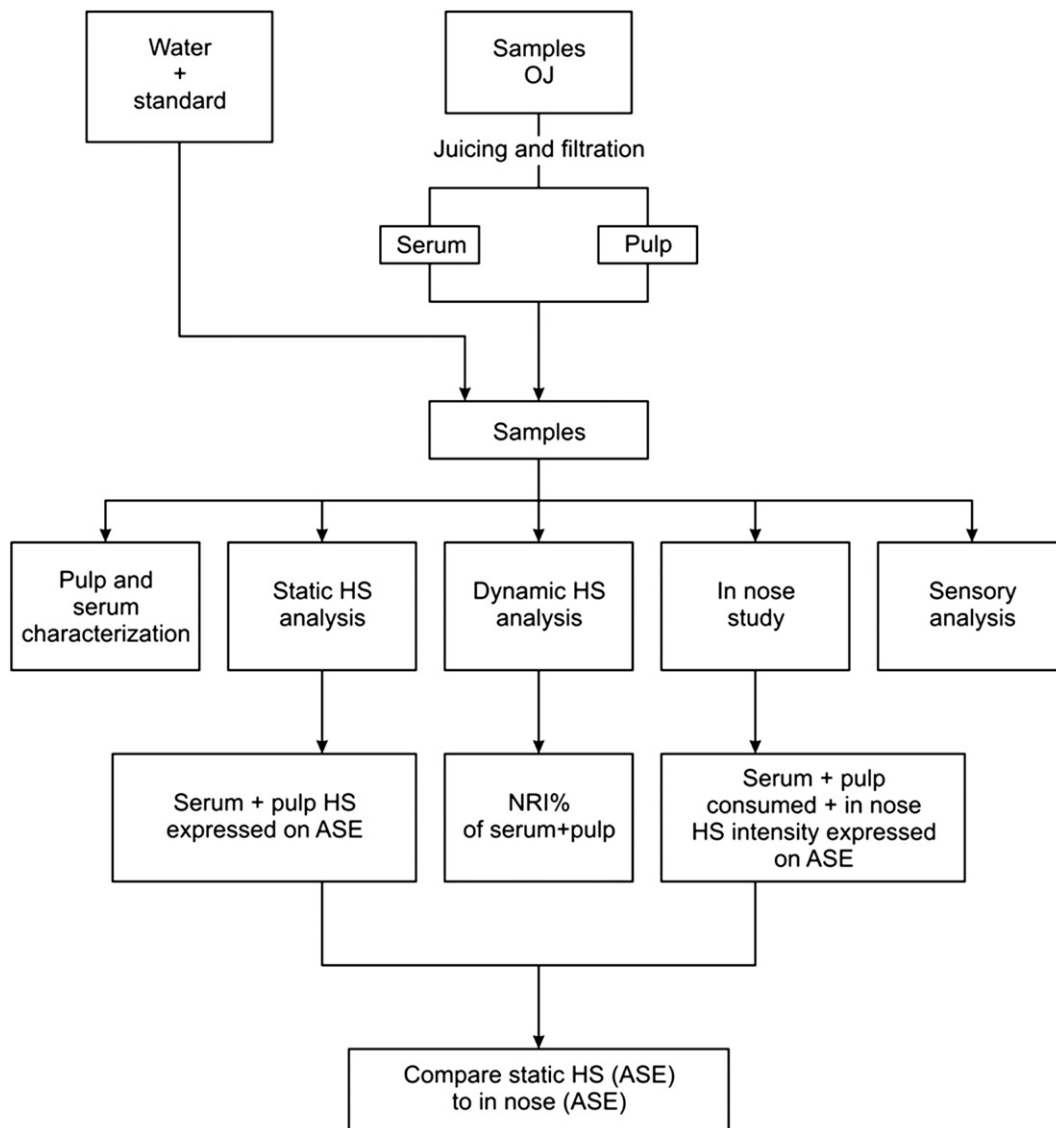 Water
+
standard
Samples
OJ
Juicing and filtration
Serum
Pulp
Samples
Pulp and
serum
characterization
Static HS
analysis
Dynamic HS
analysis
In nose
study
Sensory
analysis
Serum + pulp HS
expressed on ASE
NRI%
of serum+pulp
Serum + pulp
consumed + in nose
HS intensity expressed
on ASE
Compare static HS (ASE)
to in nose (ASE)